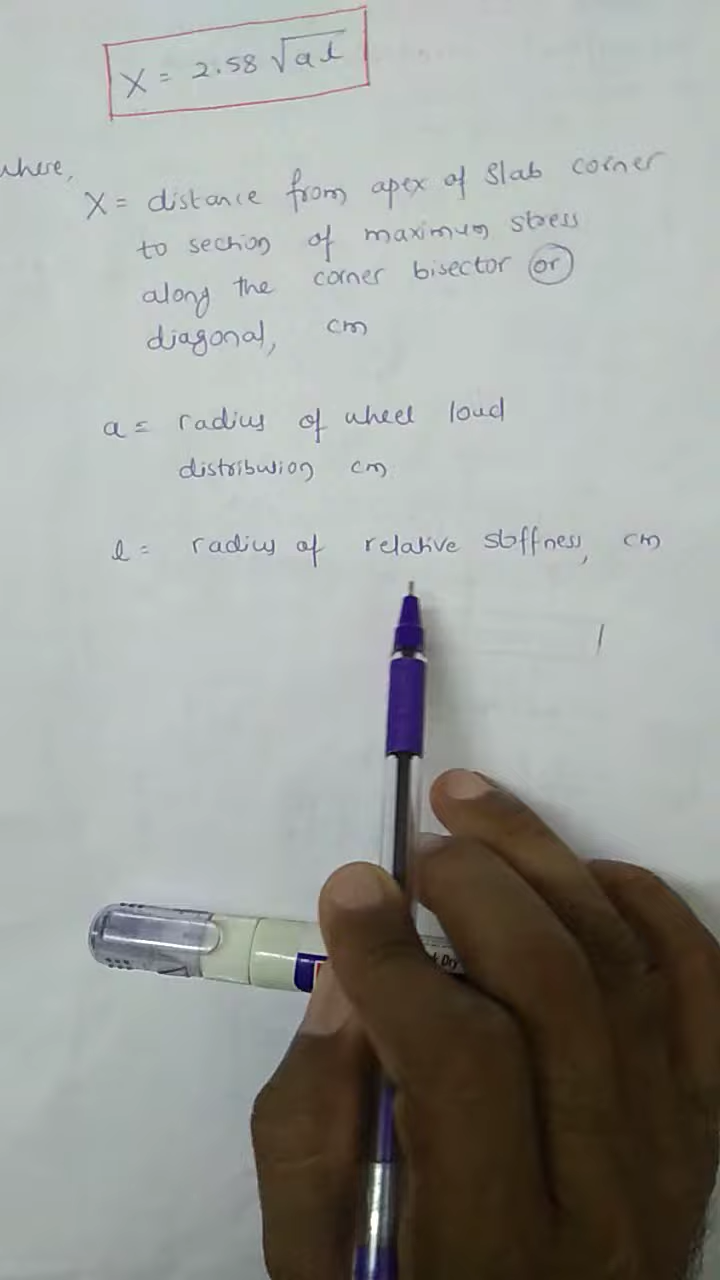 X = 2.58 √al
where,
X = distance from apex of slab corner
to section of maximum stress
along the corner bisector or
diagonal, cm
a = radius of wheel load
distribution cm
l = radius of relative stiffness, cm
k Dry